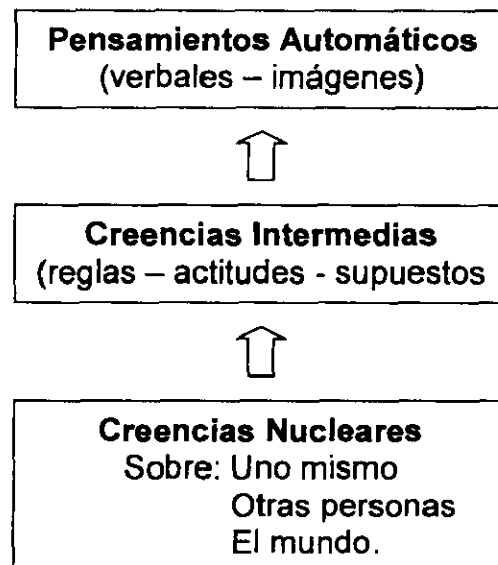 Pensamientos Automáticos
(verbales – imágenes)
Creencias Intermedias
(reglas – actitudes - supuestos
Creencias Nucleares
Sobre: Uno mismo
Otras personas
El mundo.